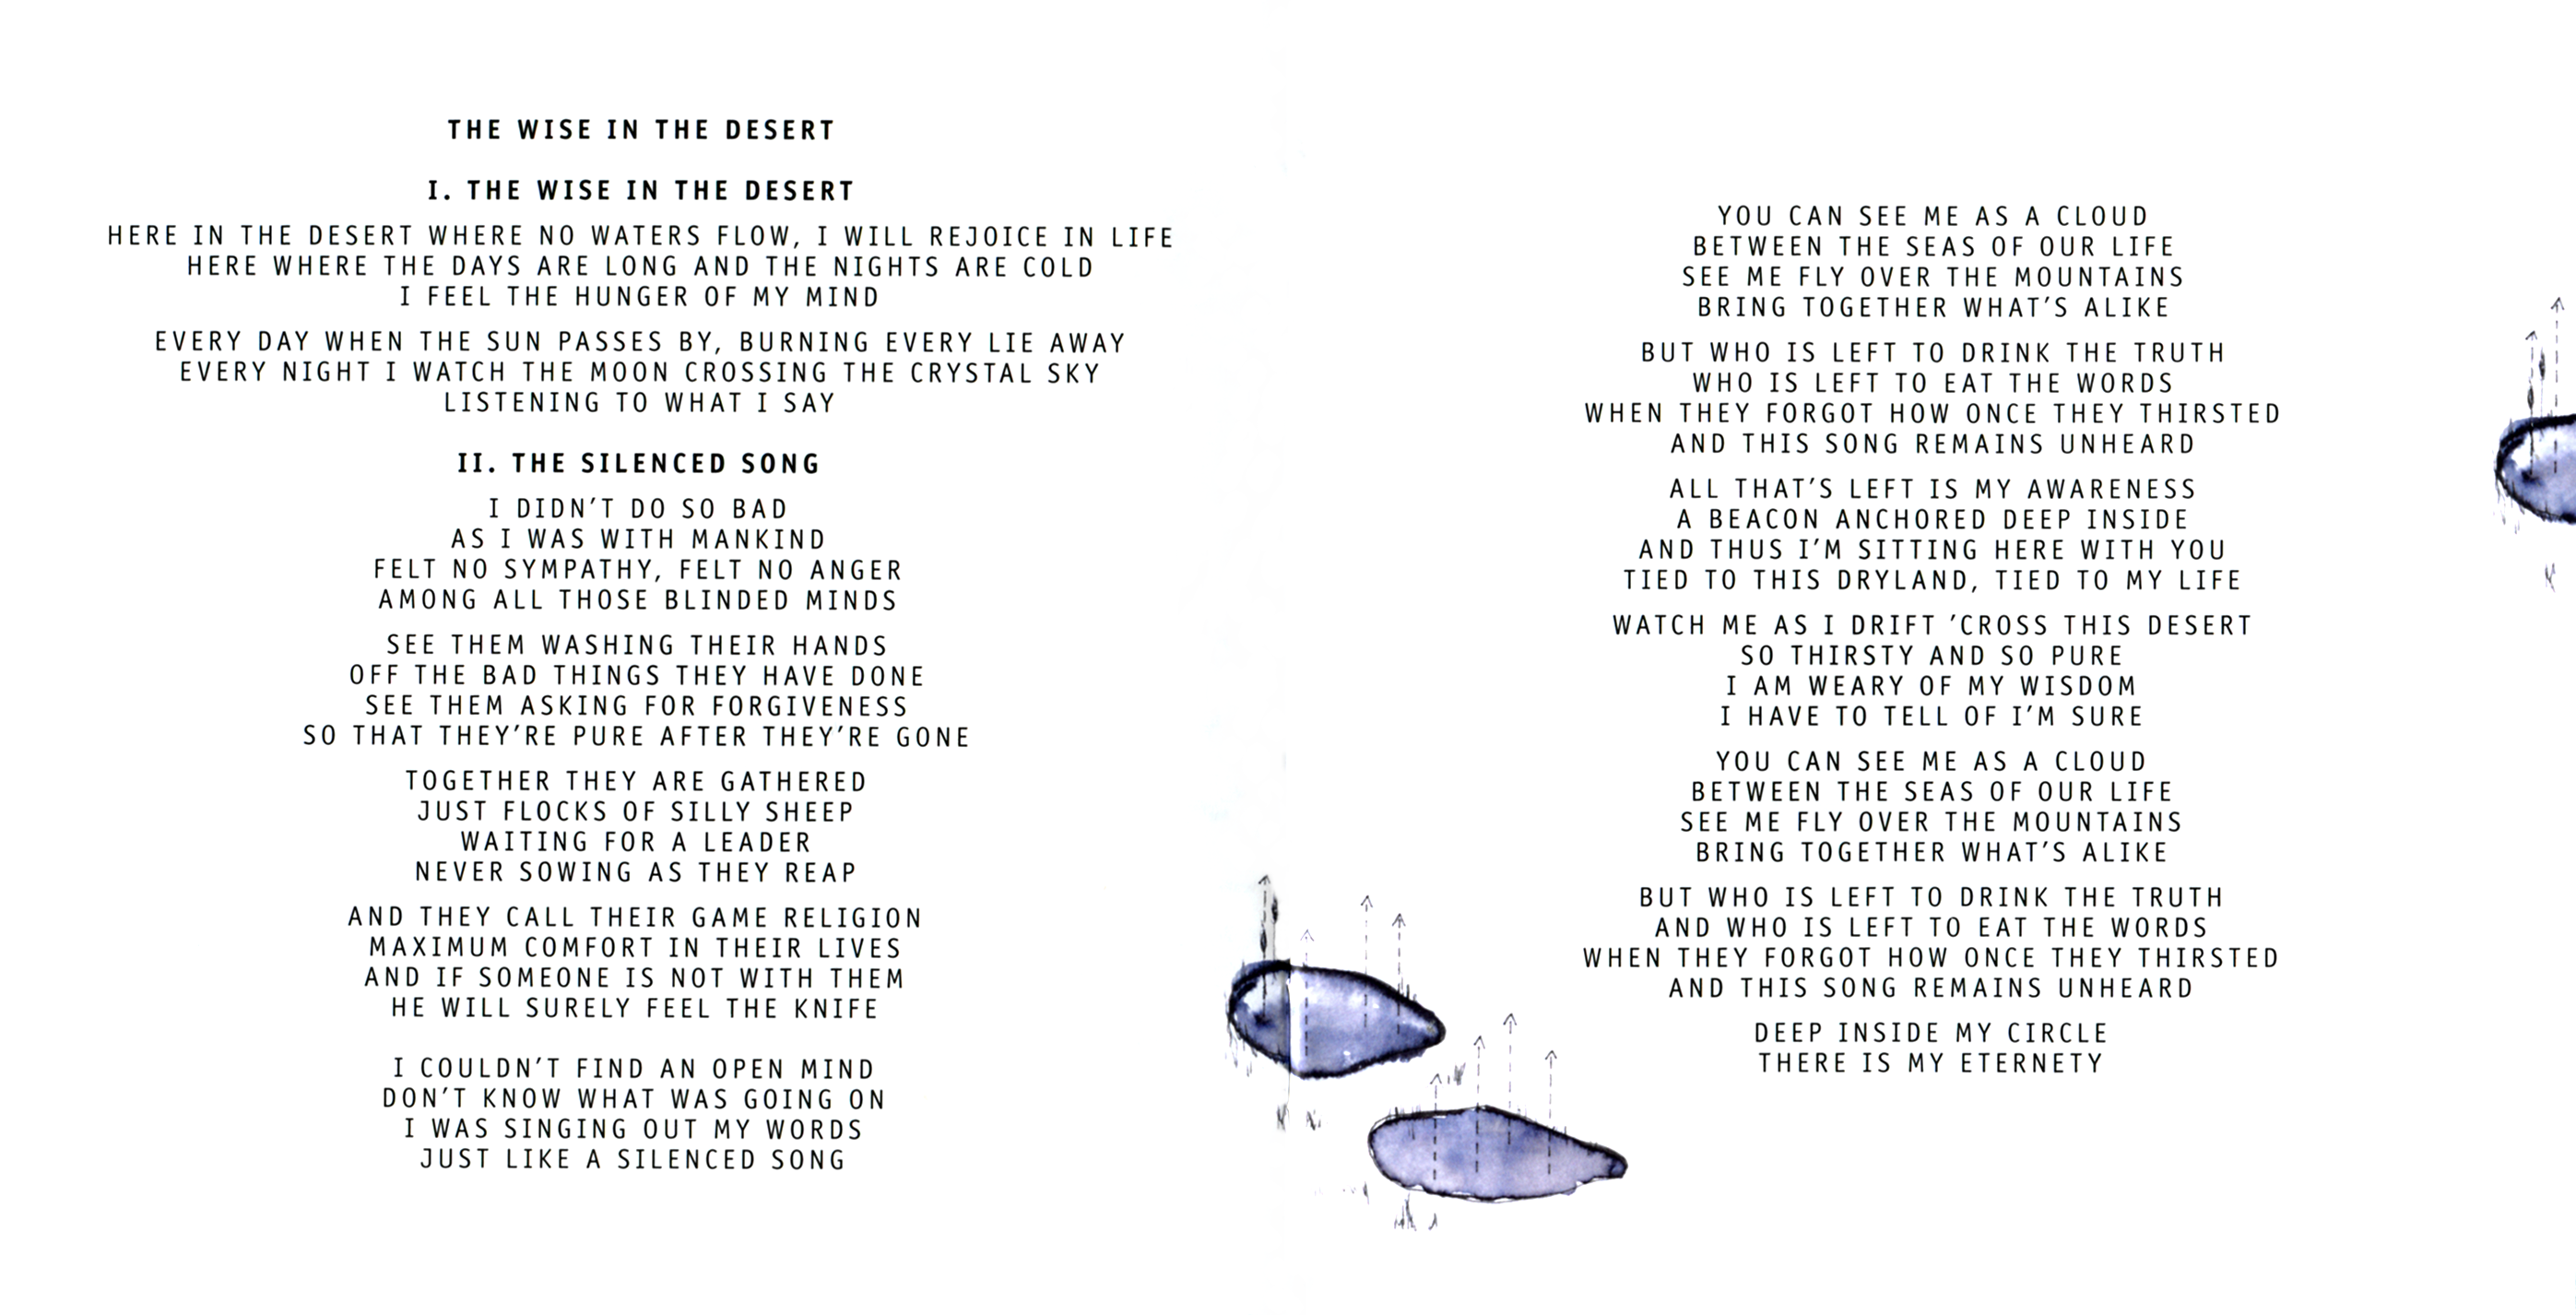 THE WISE IN THE DESERT
I. THE WISE IN THE DESERT
HERE IN THE DESERT WHERE NO WATERS FLOW, I WILL REJOICE IN LIFE
HERE WHERE THE DAYS ARE LONG AND THE NIGHTS ARE COLD
I FEEL THE HUNGER OF MY MIND
EVERY DAY WHEN THE SUN PASSES BY, BURNING EVERY LIE AWAY
EVERY NIGHT I WATCH THE MOON CROSSING THE CRYSTAL SKY
LISTENING TO WHAT I SAY
II. THE SILENCED SONG
I DIDN'T DO SO BAD
AS I WAS WITH MANKIND
FELT NO SYMPATHY, FELT NO ANGER
AMONG ALL THOSE BLINDED MINDS
SEE THEM WASHING THEIR HANDS
OFF THE BAD THINGS THEY HAVE DONE
SEE THEM ASKING FOR FORGIVENESS
SO THAT THEY'RE PURE AFTER THEY'RE GONE
TOGETHER THEY ARE GATHERED
JUST FLOCKS OF SILLY SHEEP
WAITING FOR A LEADER
NEVER SOWING AS THEY REAP
AND THEY CALL THEIR GAME RELIGION
MAXIMUM COMFORT IN THEIR LIVES
AND IF SOMEONE IS NOT WITH THEM
HE WILL SURELY FEEL THE KNIFE
I COULDN'T FIND AN OPEN MIND
DON'T KNOW WHAT WAS GOING ON
I WAS SINGING OUT MY WORDS
JUST LIKE A SILENCED SONG
YOU CAN SEE ME AS A CLOUD
BETWEEN THE SEAS OF OUR LIFE
SEE ME FLY OVER THE MOUNTAINS
BRING TOGETHER WHAT'S ALIKE
BUT WHO IS LEFT TO DRINK THE TRUTH
WHO IS LEFT TO EAT THE WORDS
WHEN THEY FORGOT HOW ONCE THEY THIRSTED
AND THIS SONG REMAINS UNHEARD
ALL THAT'S LEFT IS MY AWARENESS
A BEACON ANCHORED DEEP INSIDE
AND THUS I'M SITTING HERE WITH YOU
TIED TO THIS DRYLAND, TIED TO MY LIFE
WATCH ME AS I DRIFT 'CROSS THIS DESERT
SO THIRSTY AND SO PURE
I AM WEARY OF MY WISDOM
I HAVE TO TELL OF I'M SURE
YOU CAN SEE ME AS A CLOUD
BETWEEN THE SEAS OF OUR LIFE
SEE ME FLY OVER THE MOUNTAINS
BRING TOGETHER WHAT'S ALIKE
BUT WHO IS LEFT TO DRINK THE TRUTH
AND WHO IS LEFT TO EAT THE WORDS
WHEN THEY FORGOT HOW ONCE THEY THIRSTED
AND THIS SONG REMAINS UNHEARD
DEEP INSIDE MY CIRCLE
THERE IS MY ETERNETY